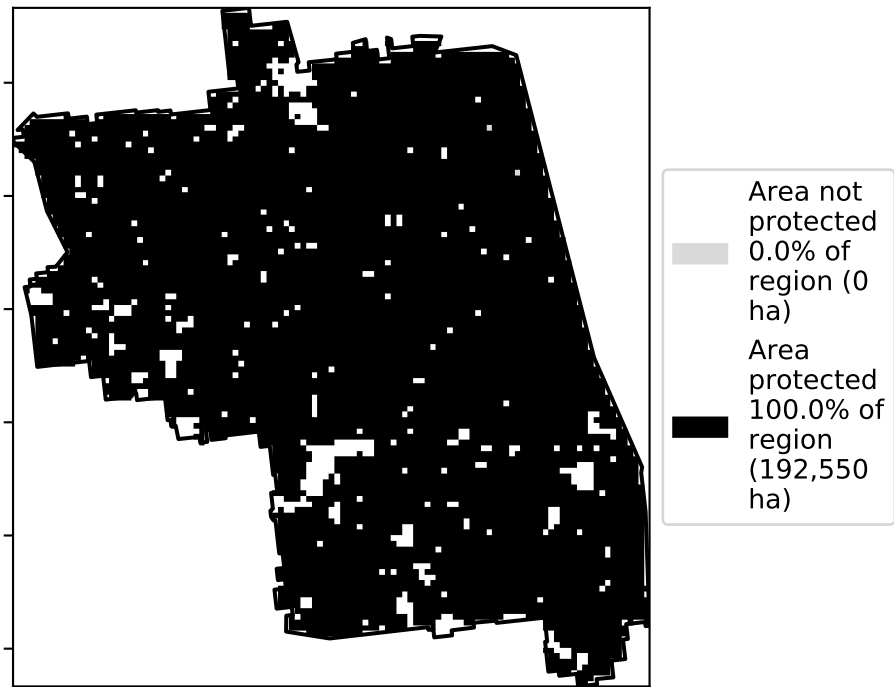 Area not
protected
0.0% of
region (0
ha)
Area
protected
100.0% of
region
(192,550
ha)